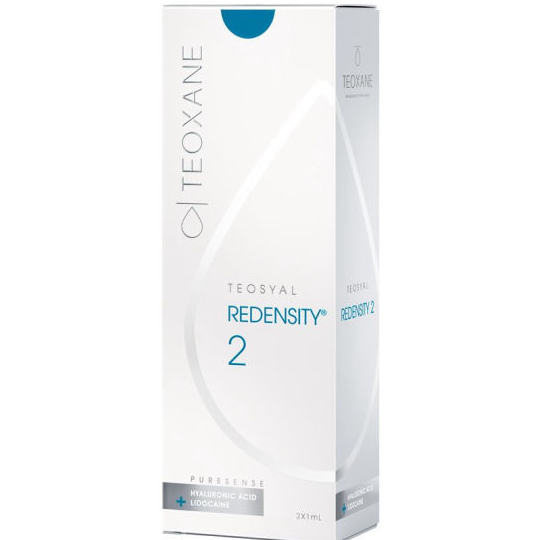 TEOXANE
TEOSYAL
REDENSITY®
2
PURESENSE
+ HYALURONIC ACID
LIDOCAINE
2X1mL
TEOXANE
TEOSYAL
REDENSITY 2
+ HYALURONIC ACID
LIDOCAINE